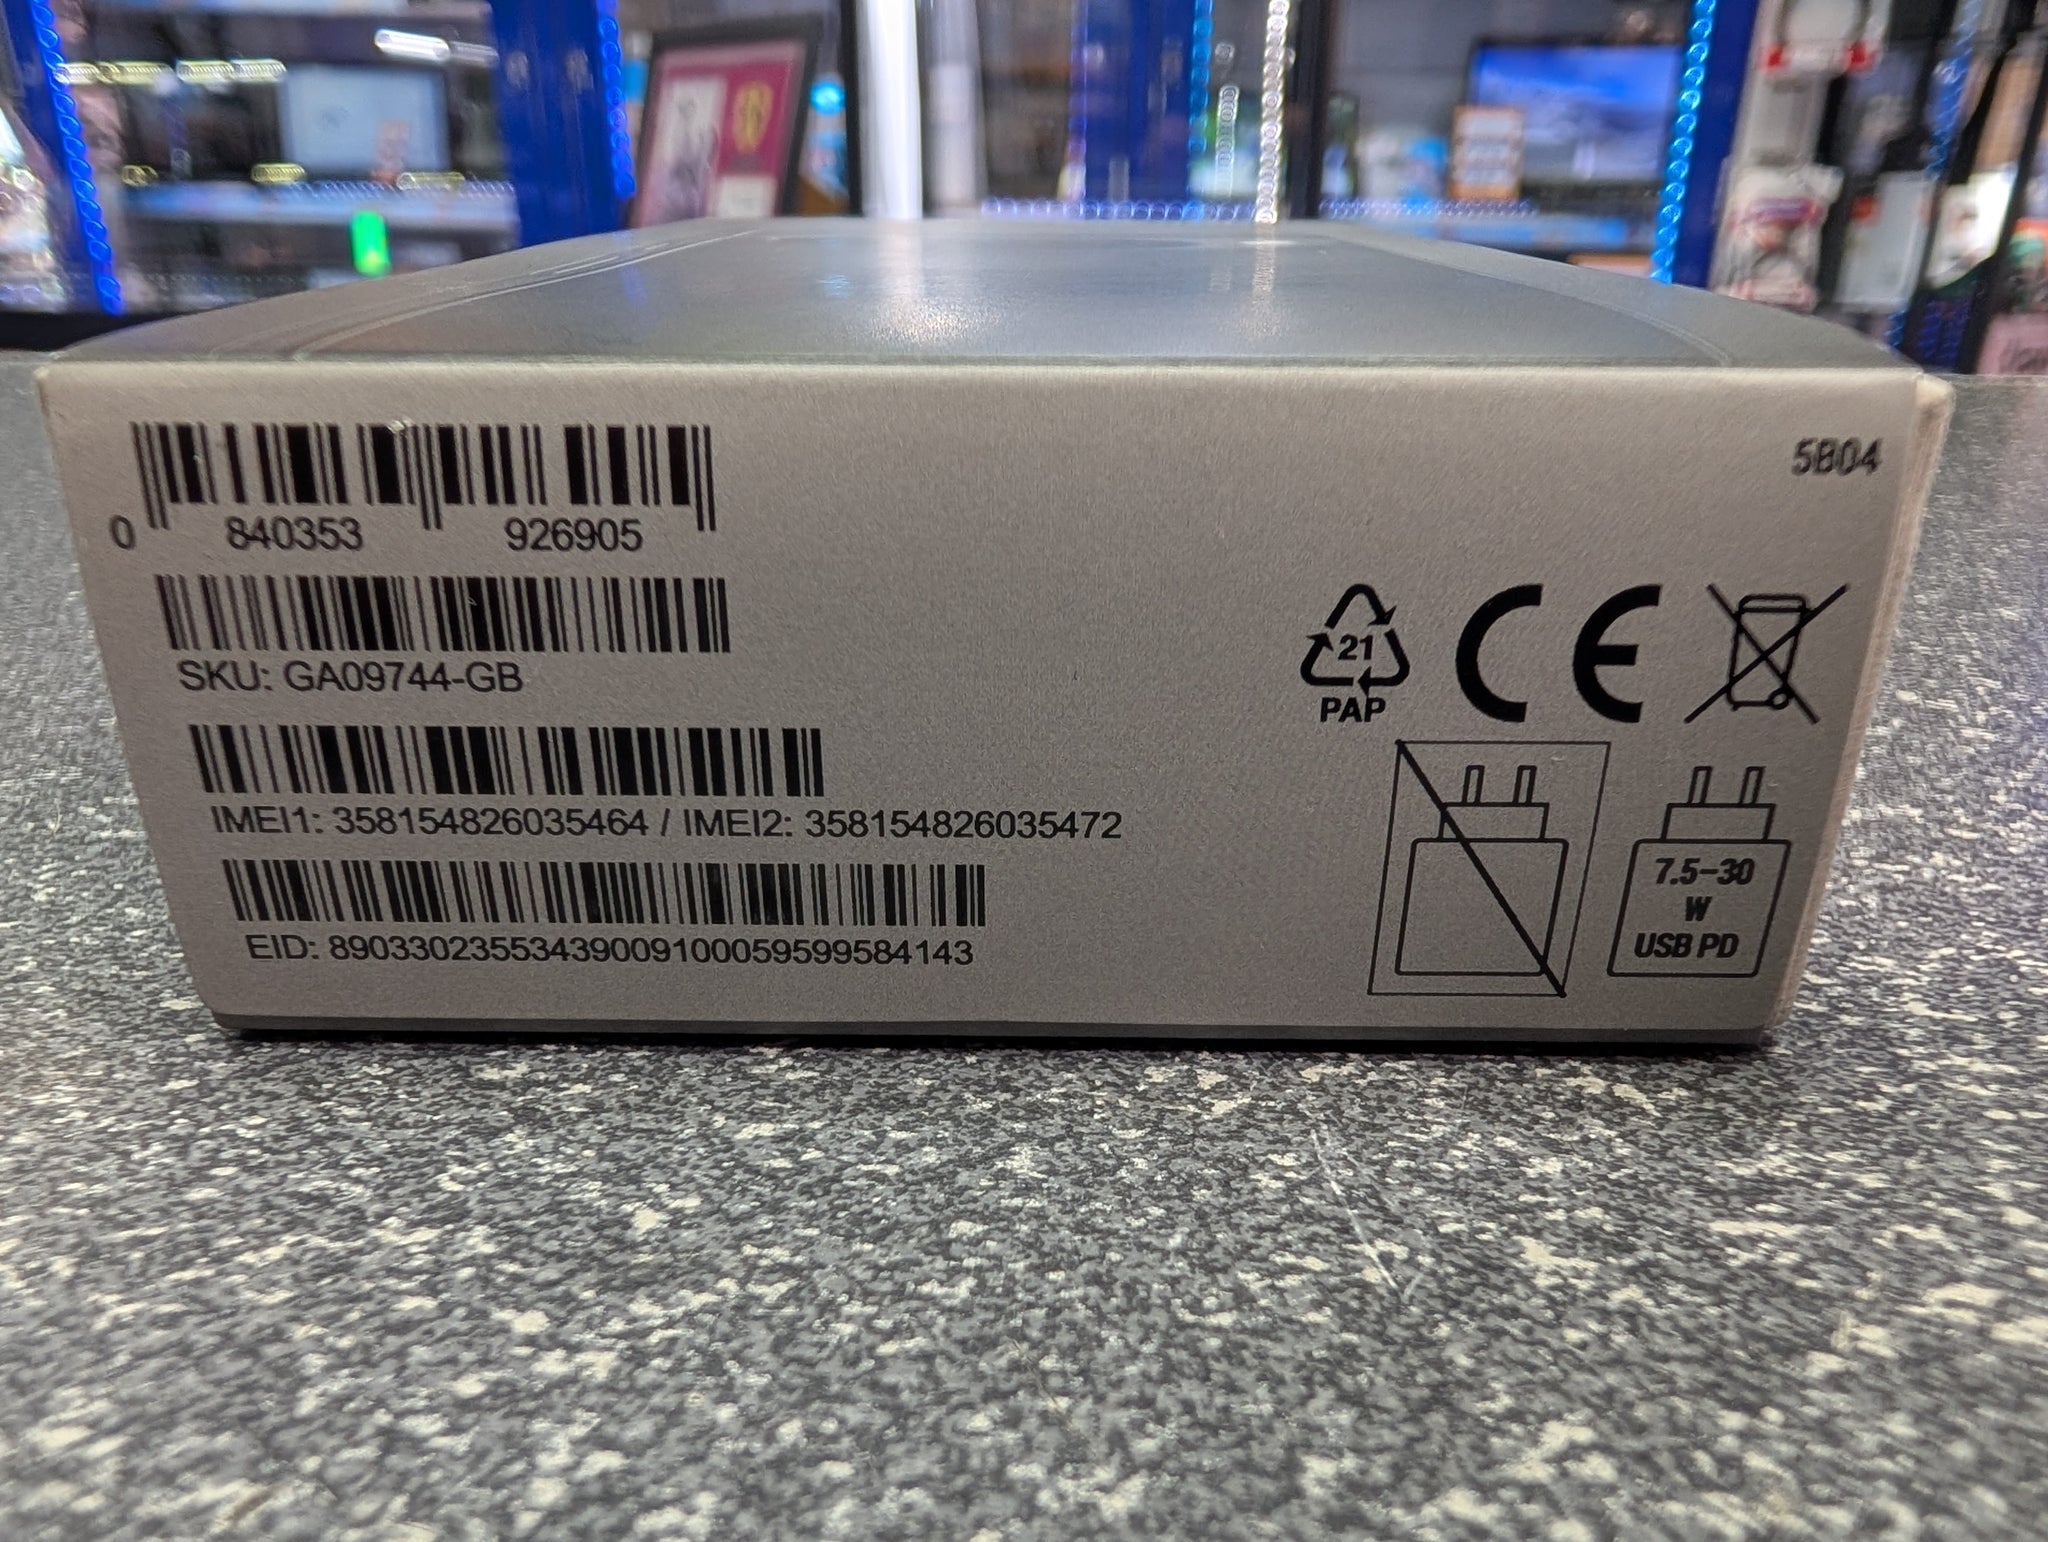 5B04
0 840353 926905
SKU: GA09744-GB
21
PAP
CE
IMEI1: 358154826035464 / IMEI2: 358154826035472
7.5-30
W
USB PD
EID: 89033023553439009100059599584143